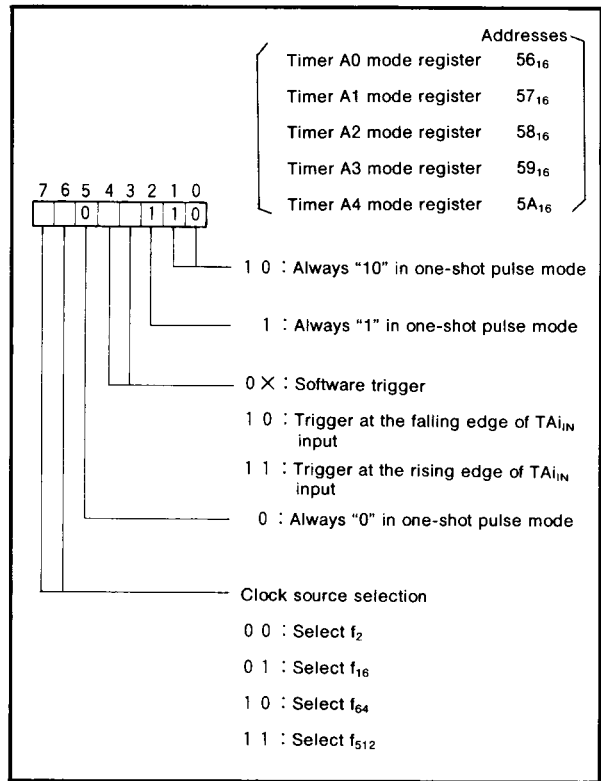 Addresses
Timer A0 mode register 56₁₆
Timer A1 mode register 57₁₆
Timer A2 mode register 58₁₆
Timer A3 mode register 59₁₆
Timer A4 mode register 5A₁₆
7 6 5 4 3 2 1 0
0 1 1 0
1 0 : Always “10” in one-shot pulse mode
1 : Always “1” in one-shot pulse mode
0 × : Software trigger
1 0 : Trigger at the falling edge of TAiIN
input
1 1 : Trigger at the rising edge of TAiIN
input
0 : Always “0” in one-shot pulse mode
Clock source selection
0 0 : Select f₂
0 1 : Select f₁₆
1 0 : Select f₆₄
1 1 : Select f₅₁₂